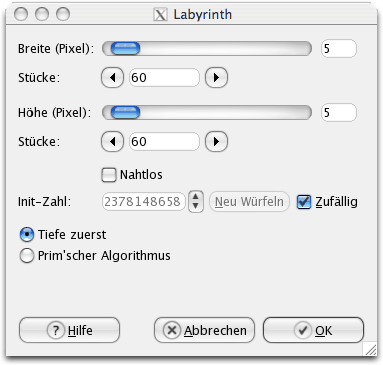 Labyrinth
Breite (Pixel): 5
Stücke: 60
Höhe (Pixel): 5
Stücke: 60
Nahtlos
Init-Zahl: 2378148658 Neu Würfeln Zufällig
Tiefe zuerst
Prim'scher Algorithmus
Hilfe Abbrechen OK